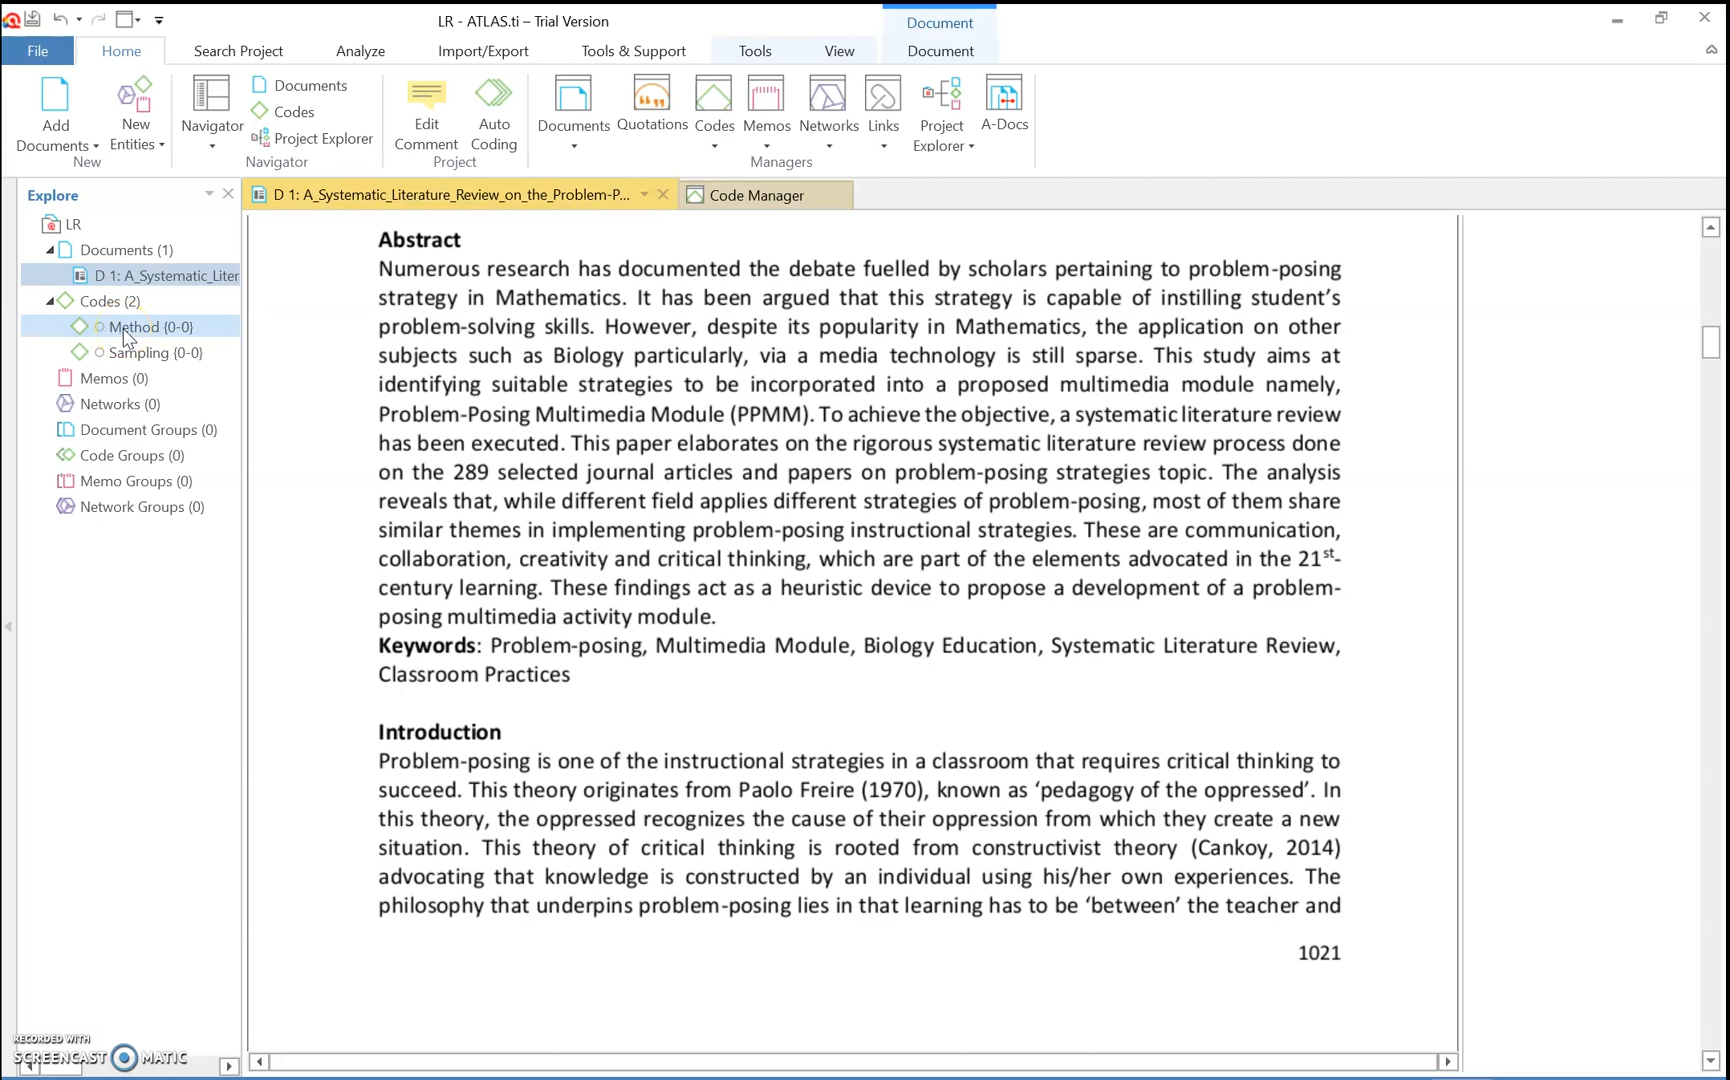 LR - ATLAS.ti – Trial Version
Document
File
Home
Search Project
Analyze
Import/Export
Tools & Support
Tools
View
Document
Add Documents
New Entities
New
Navigator
Documents
Codes
Project Explorer
Navigator
Edit Comment
Auto Coding
Project
Documents
Quotations
Codes
Memos
Networks
Links
Project Explorer
A-Docs
Managers
Explore
LR
Documents (1)
D 1: A_Systematic_Liter
Codes (2)
Method {0-0}
Sampling {0-0}
Memos (0)
Networks (0)
Document Groups (0)
Code Groups (0)
Memo Groups (0)
Network Groups (0)
D 1: A_Systematic_Literature_Review_on_the_Problem-P...
Code Manager
Abstract
Numerous research has documented the debate fuelled by scholars pertaining to problem-posing
strategy in Mathematics. It has been argued that this strategy is capable of instilling student’s
problem-solving skills. However, despite its popularity in Mathematics, the application on other
subjects such as Biology particularly, via a media technology is still sparse. This study aims at
identifying suitable strategies to be incorporated into a proposed multimedia module namely,
Problem-Posing Multimedia Module (PPMM). To achieve the objective, a systematic literature review
has been executed. This paper elaborates on the rigorous systematic literature review process done
on the 289 selected journal articles and papers on problem-posing strategies topic. The analysis
reveals that, while different field applies different strategies of problem-posing, most of them share
similar themes in implementing problem-posing instructional strategies. These are communication,
collaboration, creativity and critical thinking, which are part of the elements advocated in the 21st-
century learning. These findings act as a heuristic device to propose a development of a problem-
posing multimedia activity module.
Keywords: Problem-posing, Multimedia Module, Biology Education, Systematic Literature Review,
Classroom Practices
Introduction
Problem-posing is one of the instructional strategies in a classroom that requires critical thinking to
succeed. This theory originates from Paolo Freire (1970), known as ‘pedagogy of the oppressed’. In
this theory, the oppressed recognizes the cause of their oppression from which they create a new
situation. This theory of critical thinking is rooted from constructivist theory (Cankoy, 2014)
advocating that knowledge is constructed by an individual using his/her own experiences. The
philosophy that underpins problem-posing lies in that learning has to be ‘between’ the teacher and
1021
RECORDED WITH
SCREENCAST MATIC